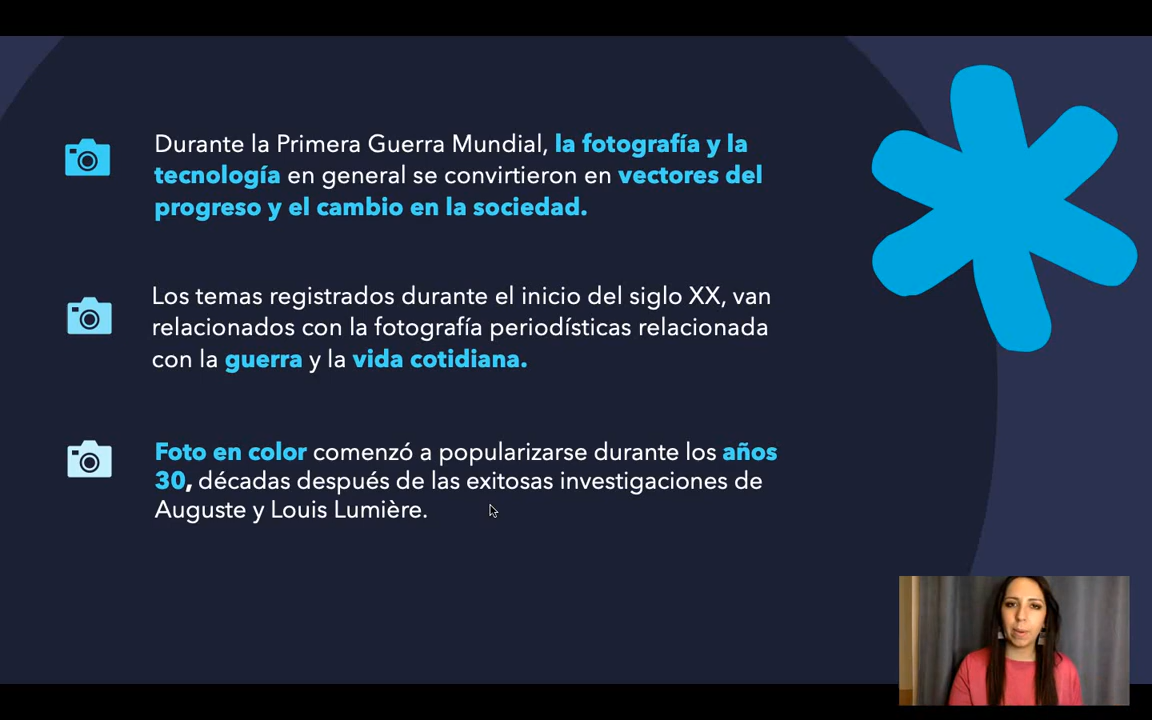 Durante la Primera Guerra Mundial, la fotografía y la
tecnología en general se convirtieron en vectores del
progreso y el cambio en la sociedad.
Los temas registrados durante el inicio del siglo XX, van
relacionados con la fotografía periodísticas relacionada
con la guerra y la vida cotidiana.
Foto en color comenzó a popularizarse durante los años
30, décadas después de las exitosas investigaciones de
Auguste y Louis Lumière.